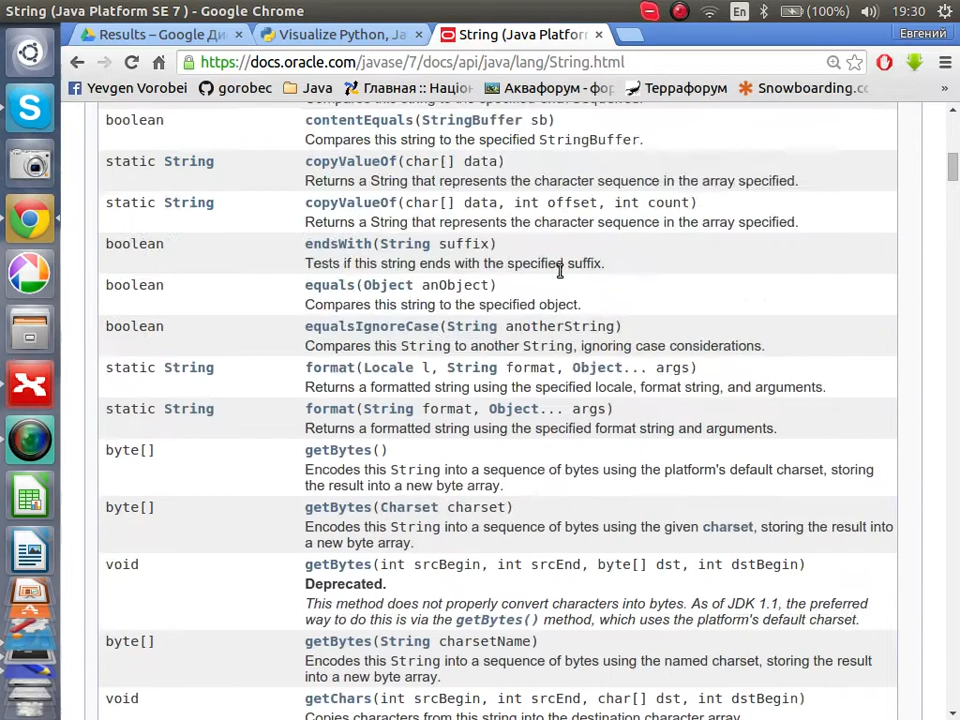 String (Java Platform SE 7 ) - Google Chrome
En
(100%)
19:30
Results – Google Ди
Visualize Python, Ja
String (Java Platfor
Евгений
https://docs.oracle.com/javase/7/docs/api/java/lang/String.html
Yevgen Vorobei
gorobec
Java
Главная :: Націо
Аквафорум - фо
Террафорум
Snowboarding.co
»
boolean
contentEquals(StringBuffer sb)
Compares this string to the specified StringBuffer.
static String
copyValueOf(char[] data)
Returns a String that represents the character sequence in the array specified.
static String
copyValueOf(char[] data, int offset, int count)
Returns a String that represents the character sequence in the array specified.
boolean
endsWith(String suffix)
Tests if this string ends with the specified suffix.
boolean
equals(Object anObject)
Compares this string to the specified object.
boolean
equalsIgnoreCase(String anotherString)
Compares this String to another String, ignoring case considerations.
static String
format(Locale l, String format, Object... args)
Returns a formatted string using the specified locale, format string, and arguments.
static String
format(String format, Object... args)
Returns a formatted string using the specified format string and arguments.
byte[]
getBytes()
Encodes this String into a sequence of bytes using the platform's default charset, storing
the result into a new byte array.
byte[]
getBytes(Charset charset)
Encodes this String into a sequence of bytes using the given charset, storing the result into
a new byte array.
void
getBytes(int srcBegin, int srcEnd, byte[] dst, int dstBegin)
Deprecated.
This method does not properly convert characters into bytes. As of JDK 1.1, the preferred
way to do this is via the getBytes() method, which uses the platform's default charset.
byte[]
getBytes(String charsetName)
Encodes this String into a sequence of bytes using the named charset, storing the result
into a new byte array.
void
getChars(int srcBegin, int srcEnd, char[] dst, int dstBegin)
Copies characters from this string into the destination character array.